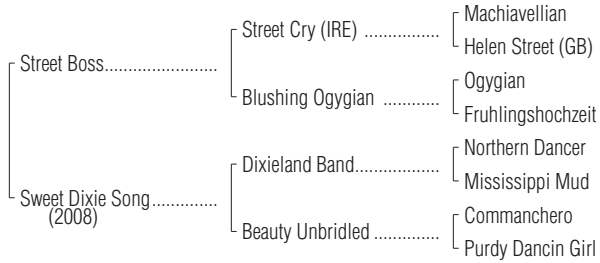 Machiavellian
Street Cry (IRE) ................
Helen Street (GB)
Street Boss........................
Ogygian
Blushing Ogygian ............
Fruhlingshochzeit
Northern Dancer
Dixieland Band..................
Mississippi Mud
Sweet Dixie Song..............
(2008)
Commanchero
Beauty Unbridled ..............
Purdy Dancin Girl